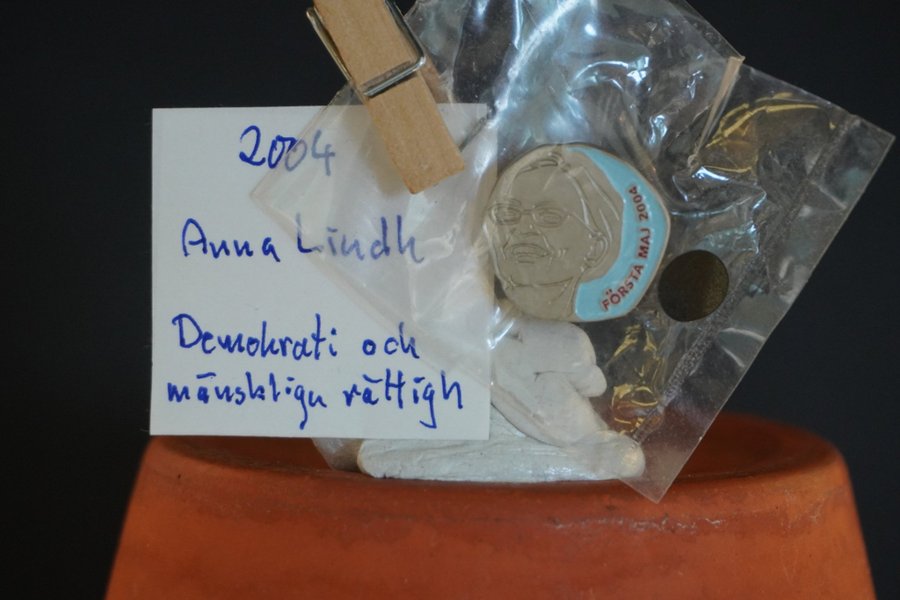 2004
Anna Lindh
Demokrati och
mänskliga rättigh
FÖRSTA MAJ 2004